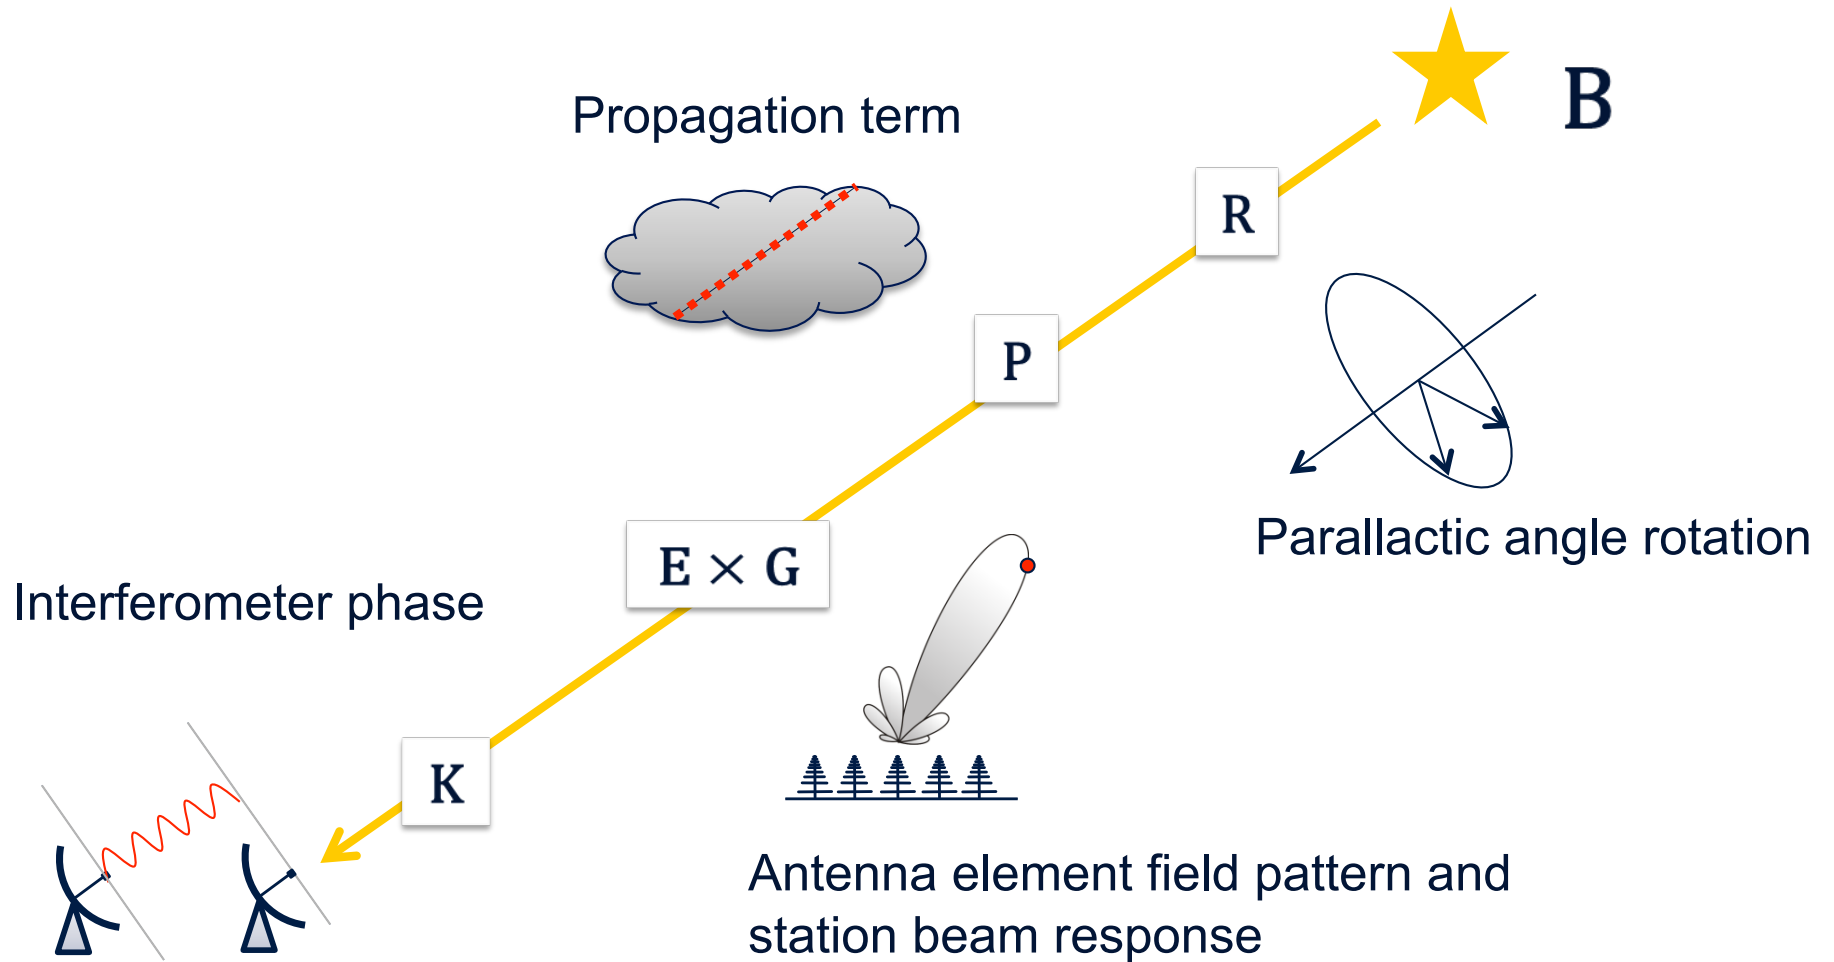 B
Propagation term
R
P
Parallactic angle rotation
E × G
Interferometer phase
K
Antenna element field pattern and
station beam response